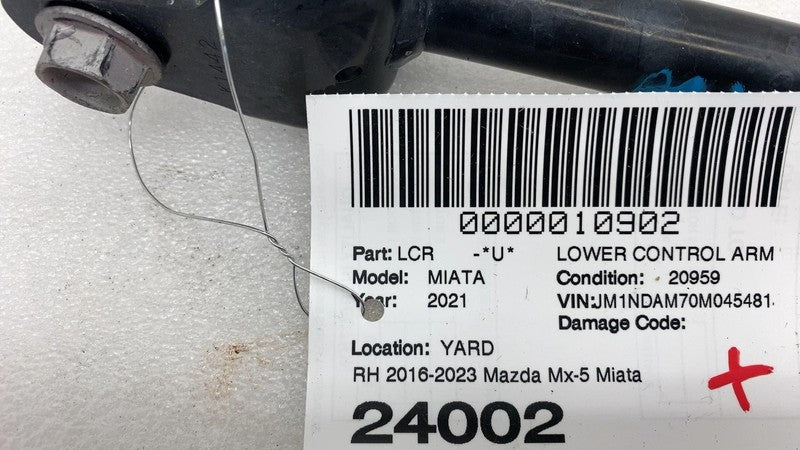 0000010902
Part: LCR -*U* LOWER CONTROL ARM
Model: MIATA Condition: 20959
Year: 2021 VIN:JM1NDAM70M045481
Damage Code:
Location: YARD
RH 2016-2023 Mazda Mx-5 Miata
24002